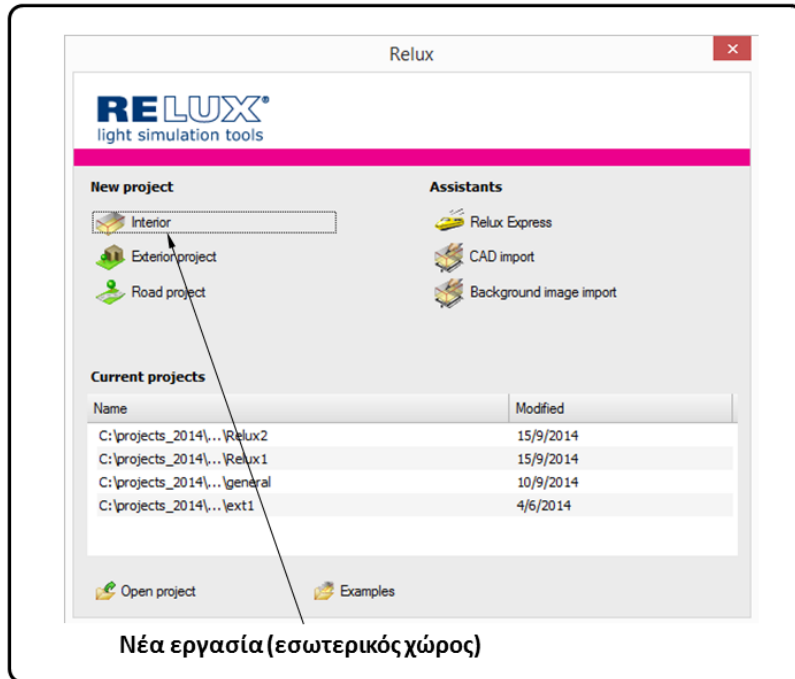 Relux
RELUX®
light simulation tools
New project
Assistants
Interior
Relux Express
Exterior project
CAD import
Road project
Background image import
Current projects
Name
Modified
C:\projects_2014\...\Relux2
15/9/2014
C:\projects_2014\...\Relux1
15/9/2014
C:\projects_2014\...\general
10/9/2014
C:\projects_2014\...\ext1
4/6/2014
Open project
Examples
Νέα εργασία (εσωτερικός χώρος)